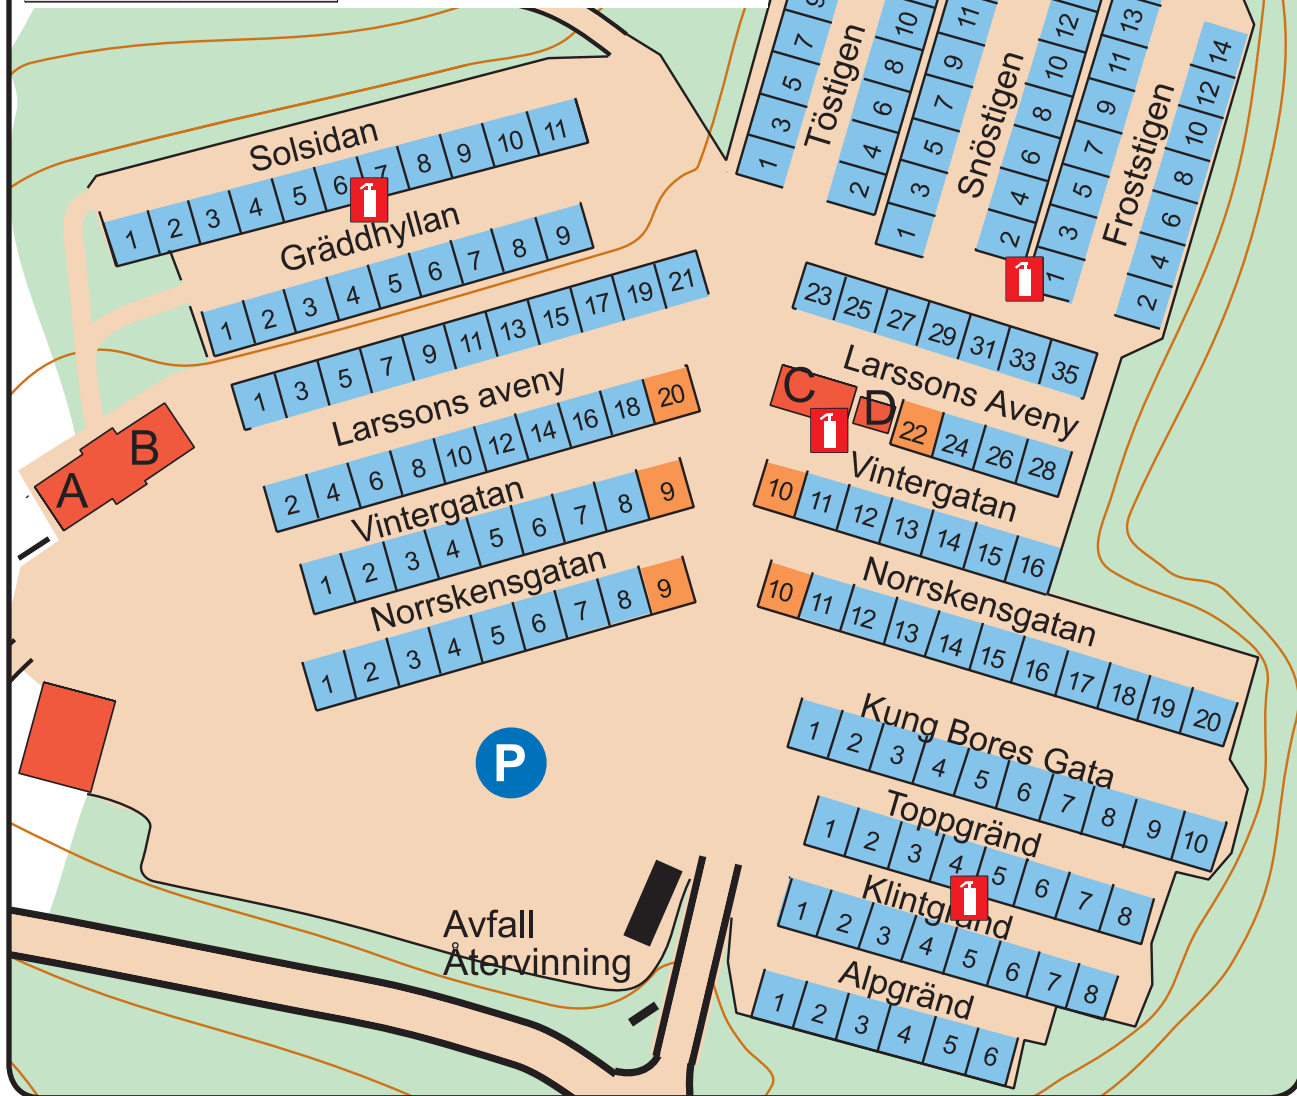 Solsidan
1 2 3 4 5 6 7 8 9 10 11
Gräddhyllan
1 2 3 4 5 6 7 8 9
1 3 5 7 9 11 13 15 17 19 21
Larssons aveny
2 4 6 8 10 12 14 16 18 20
Vintergatan
1 2 3 4 5 6 7 8 9
Norrskensgatan
1 2 3 4 5 6 7 8 9
A
B
P
Avfall
Återvinning
1 3 5 7 9
Töstigen
2 4 6 8 10
1 3 5 7 9 11
Snöstigen
2 4 6 8 10 12
1 3 5 7 9 11 13
Froststigen
2 4 6 8 10 12 14
23 25 27 29 31 33 35
Larssons Aveny
C
D
22 24 26 28
Vintergatan
10 11 12 13 14 15 16
Norrskensgatan
10 11 12 13 14 15 16 17 18 19 20
Kung Bores Gata
1 2 3 4 5 6 7 8 9 10
Toppgränd
1 2 3 4 5 6 7 8
Klintgränd
1 2 3 4 5 6 7 8
Alpgränd
1 2 3 4 5 6